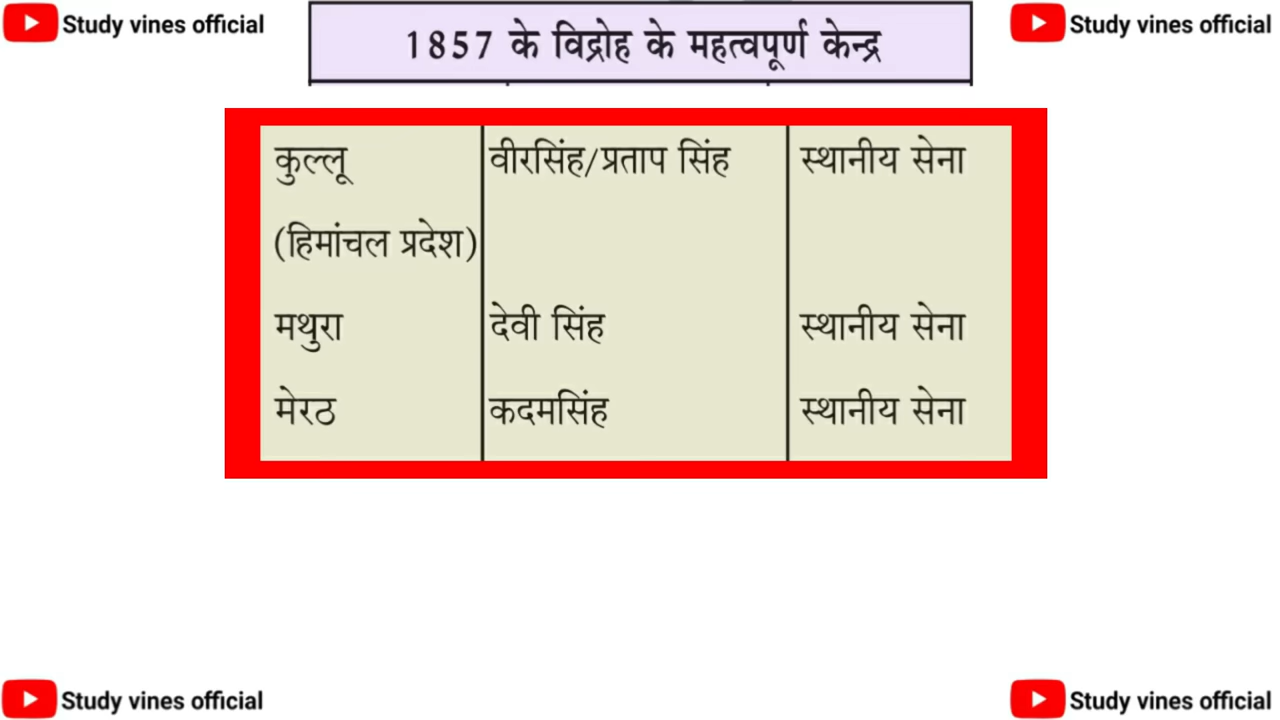 Study vines official
Study vines official
1857 के विद्रोह के महत्वपूर्ण केन्द्र
कुल्लू वीरसिंह/प्रताप सिंह स्थानीय सेना
(हिमांचल प्रदेश)
मथुरा देवी सिंह स्थानीय सेना
मेरठ कदमसिंह स्थानीय सेना
Study vines official
Study vines official